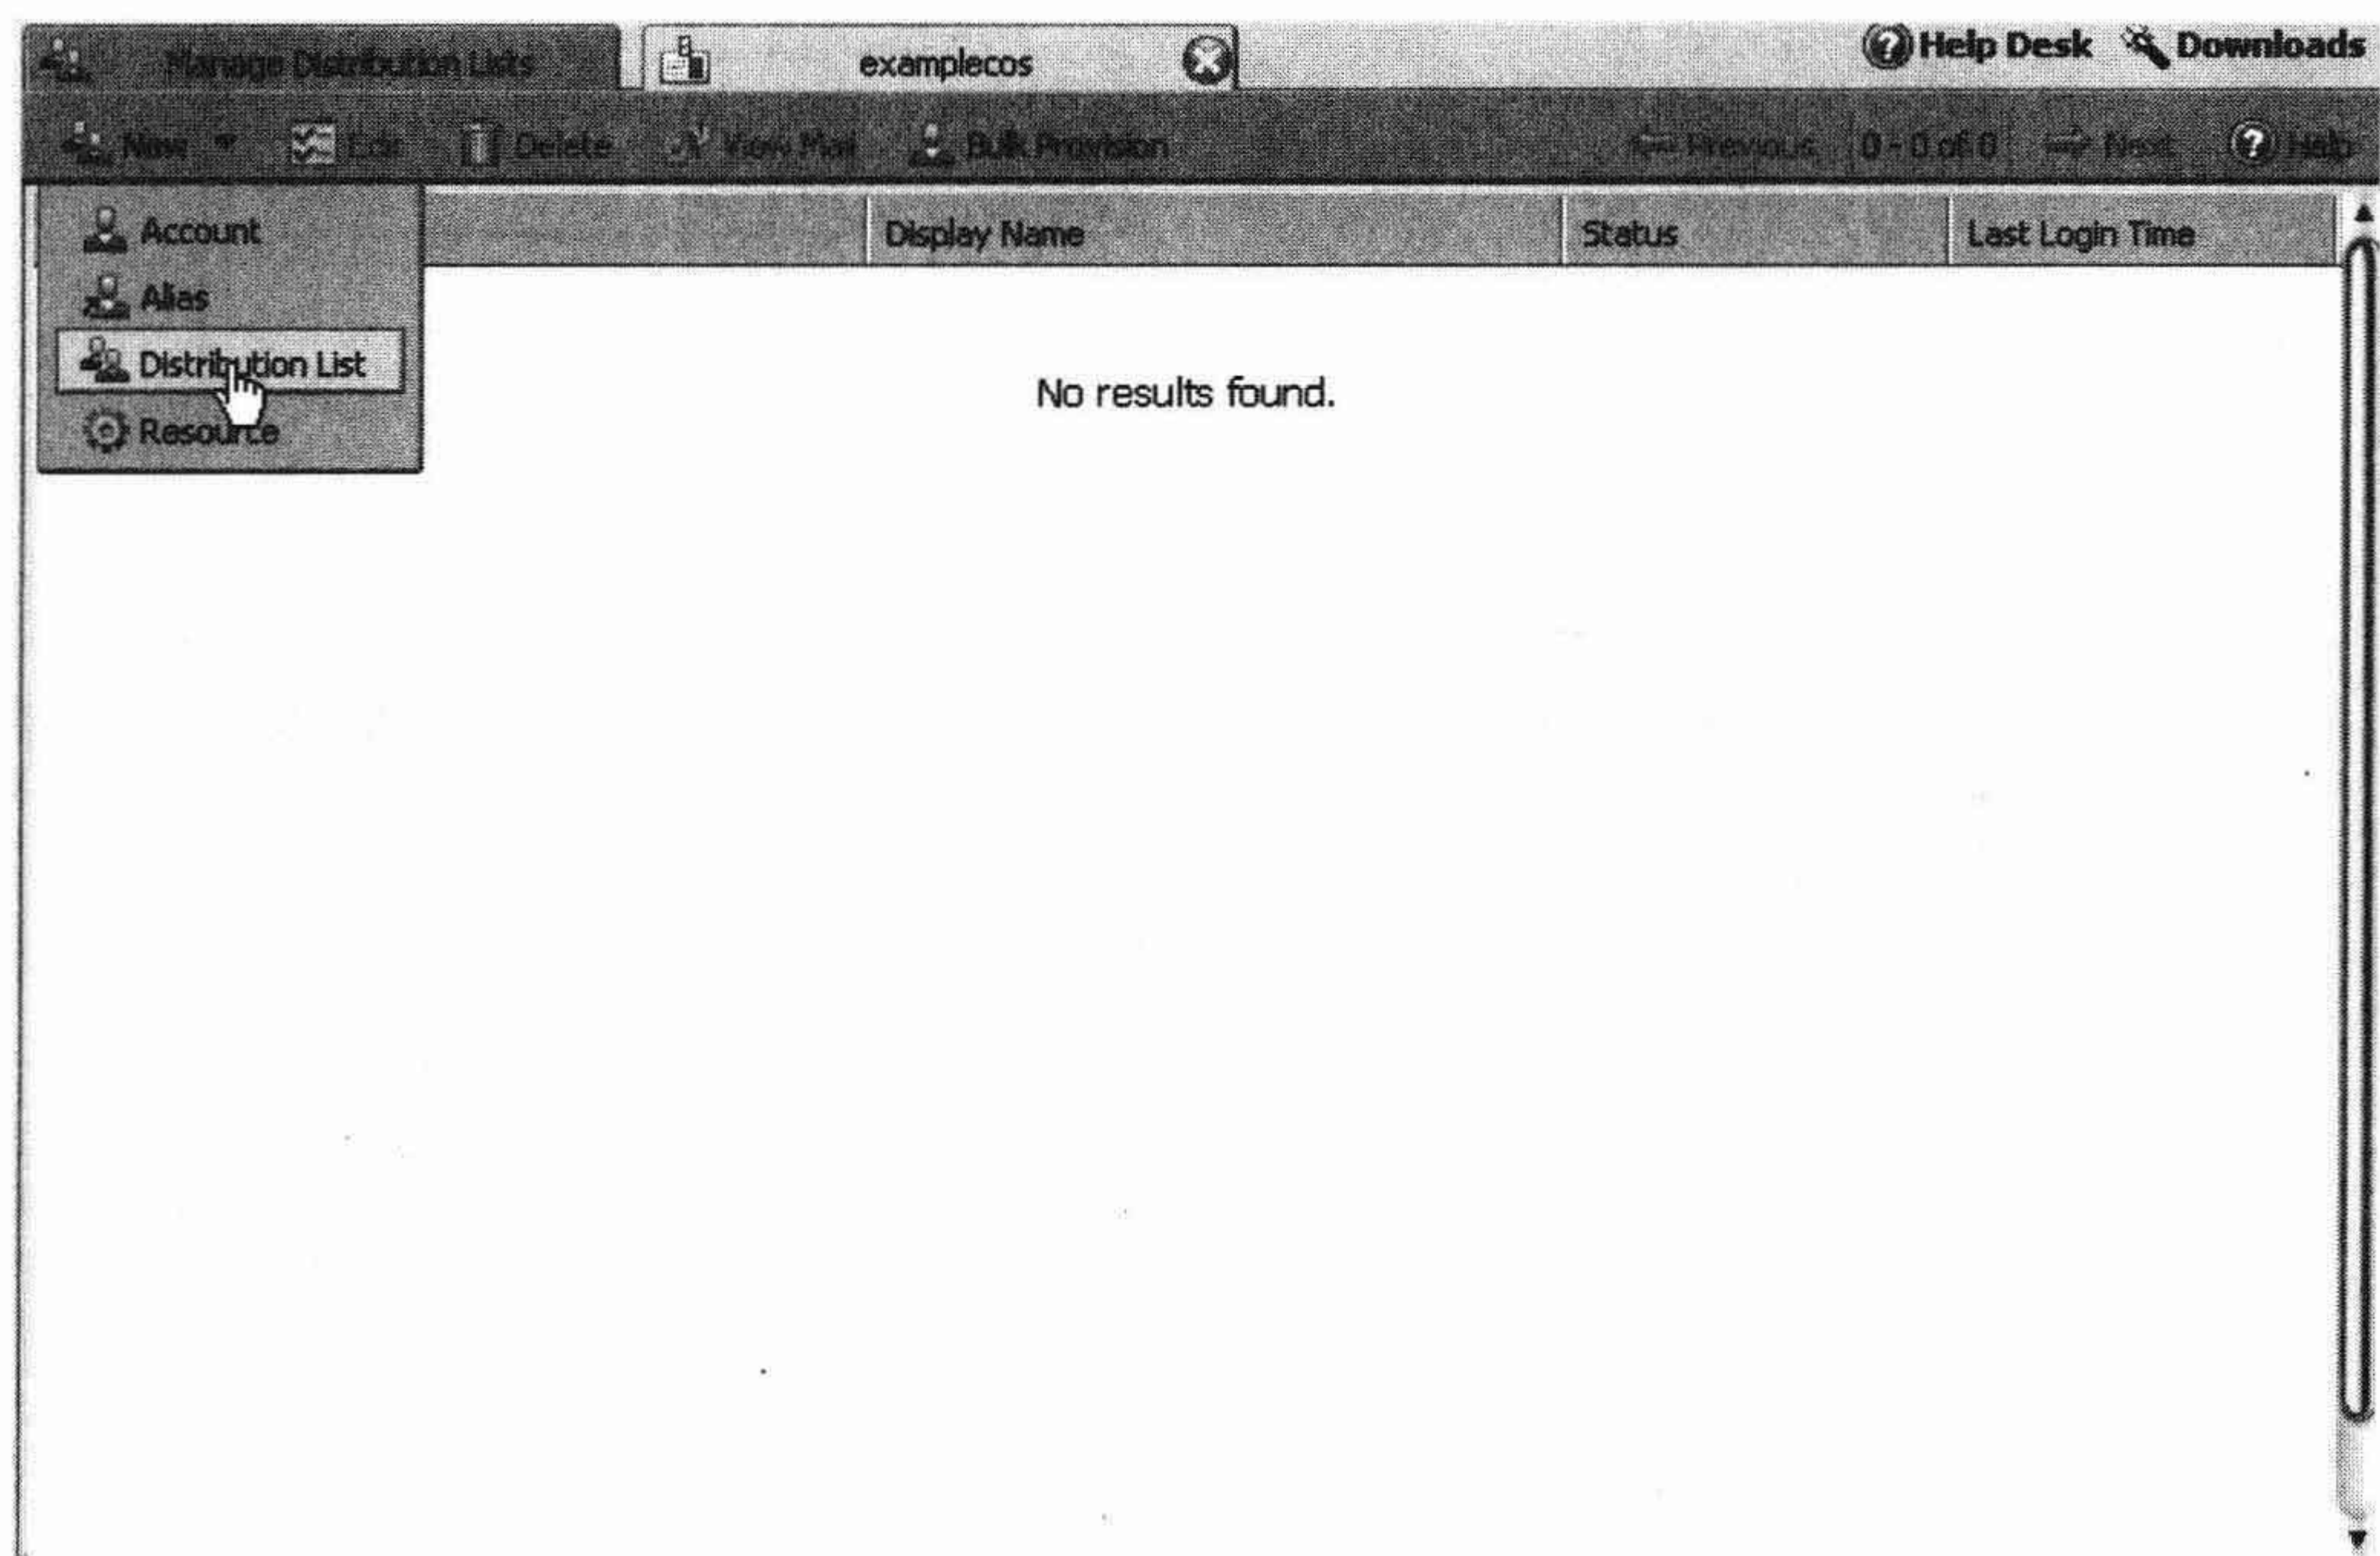 Manage Distribution Lists examplecos Help Desk Downloads
New Edit Delete View Mail Bulk Provision Previous 0 - 0 of 0 Next Help
Account Display Name Status Last Login Time
Alias
Distribution List
No results found.
Resource